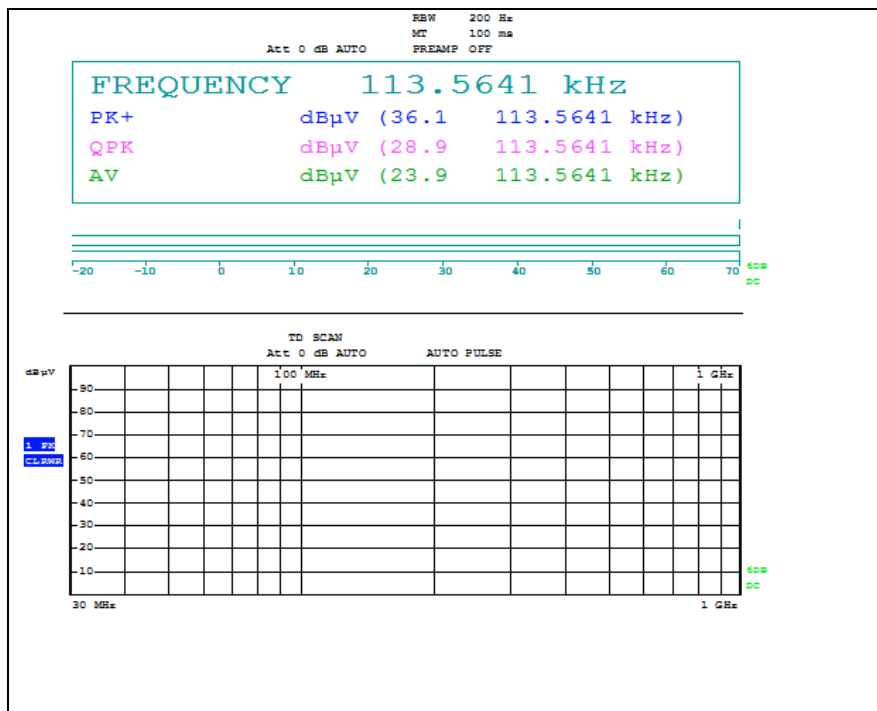 RBW 200 Hz
MT 100 ms
Att 0 dB AUTO PREAMP OFF
FREQUENCY 113.5641 kHz
PK+ dBµV (36.1 113.5641 kHz)
QPK dBµV (28.9 113.5641 kHz)
AV dBµV (23.9 113.5641 kHz)
-20 -10 0 10 20 30 40 50 60 70 6DB
DC
TD SCAN
Att 0 dB AUTO AUTO PULSE
dBµV 100 MHz 1 GHz
90
80
70
1 PK
60
CLRWR
50
40
30
20
10 6DB
DC
30 MHz 1 GHz